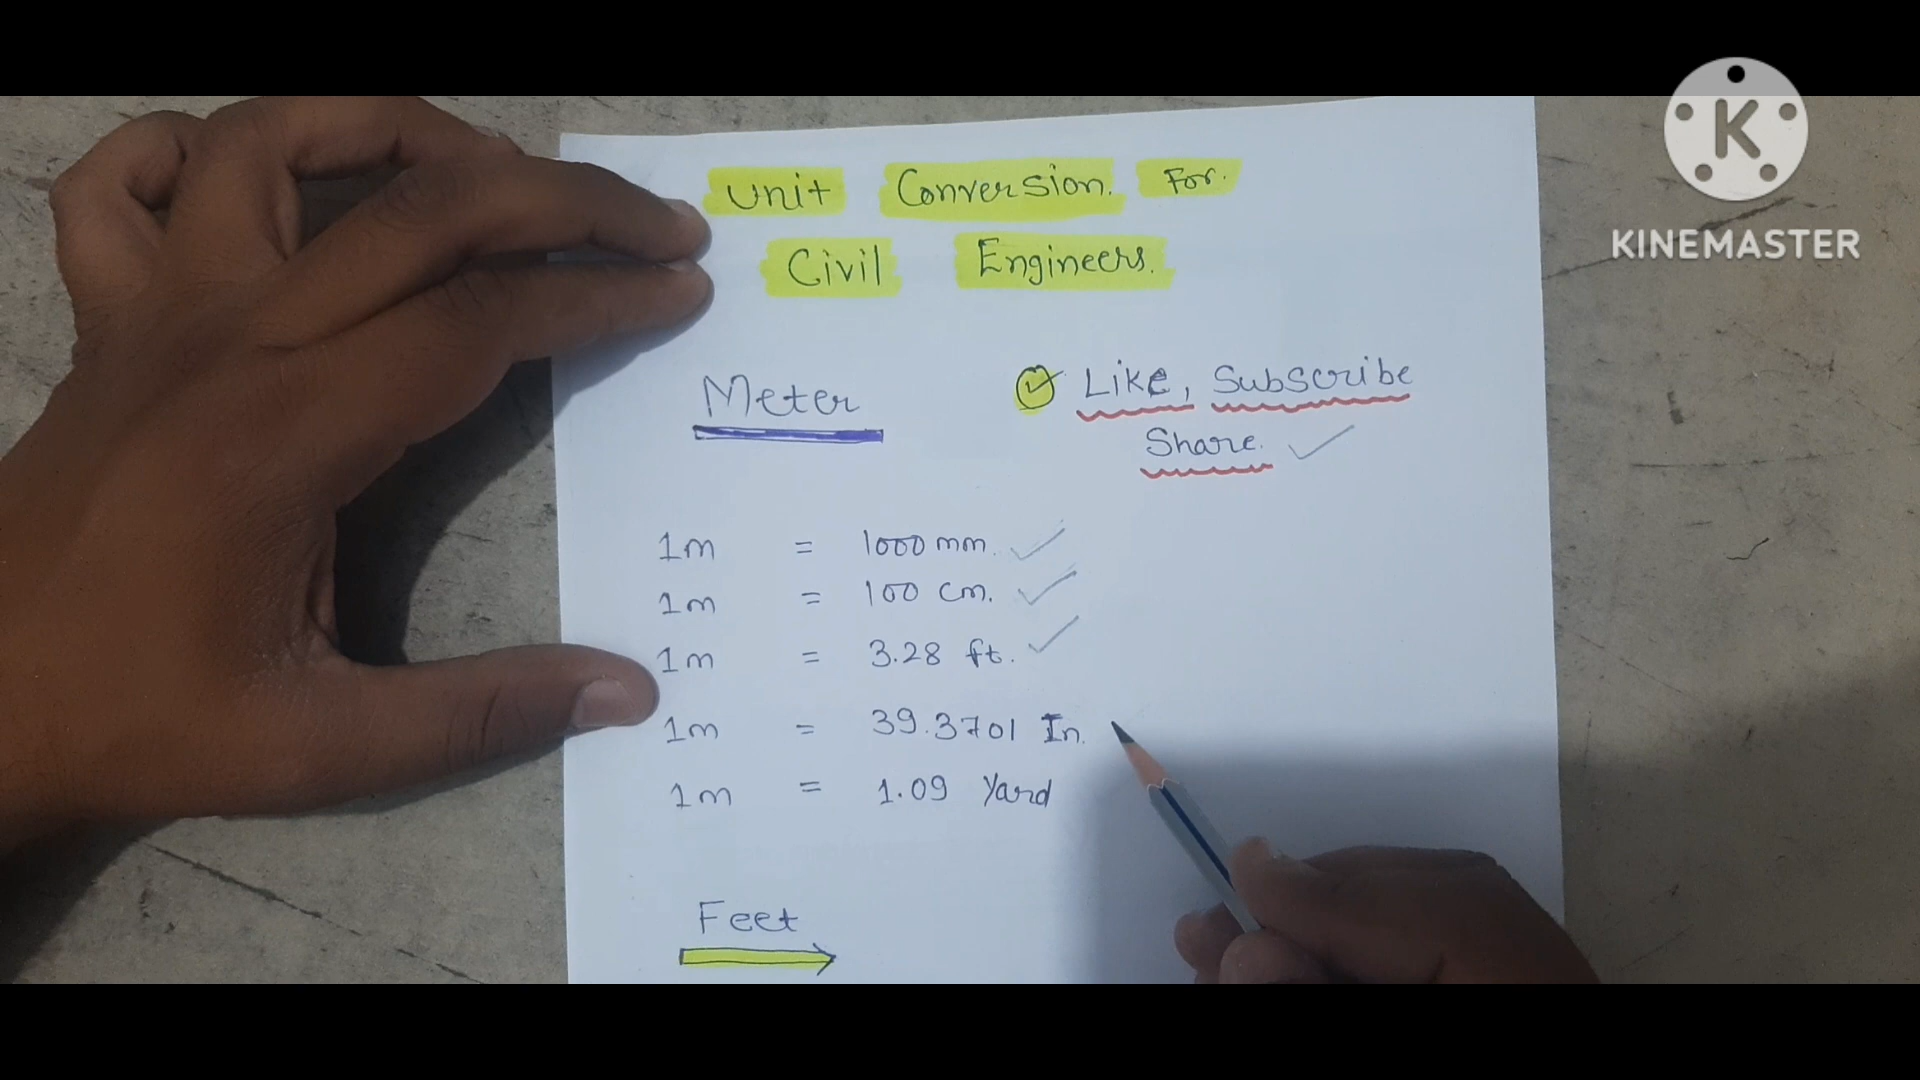 Unit Conversion. For.
Civil Engineers.
Meter
Like, Subscribe
Share.
1m = 1000 mm.
1m = 100 cm.
1m = 3.28 ft.
1m = 39.3701 In.
1m = 1.09 Yard
Feet
K
KINEMASTER